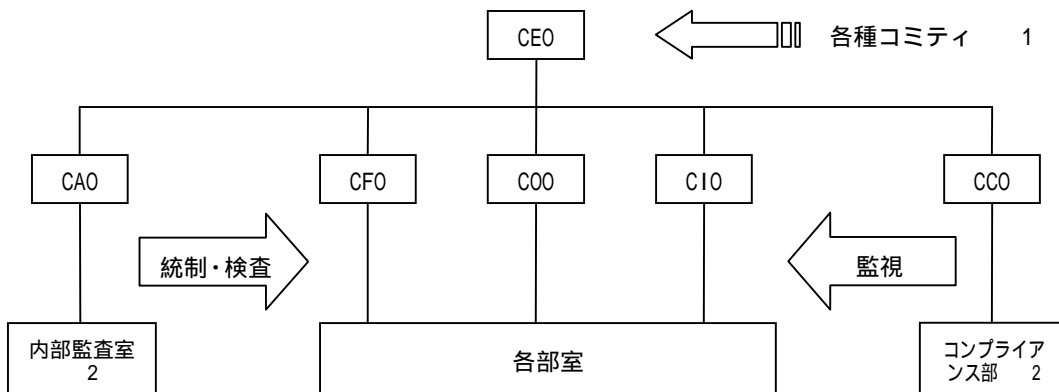 CEO
各種コミティ 1
CAO
CFO
COO
CIO
CCO
統制・検査
監視
内部監査室
2
各部室
コンプライア
ンス部 2